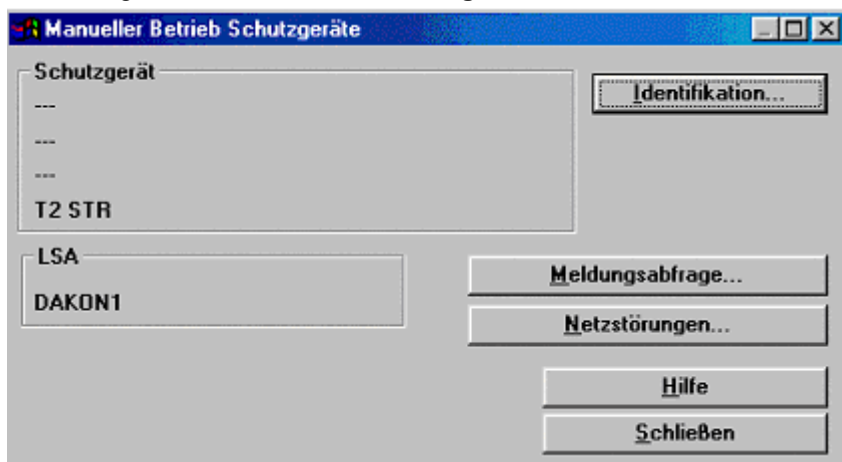 Manueller Betrieb Schutzgeräte
Schutzgerät
---
---
---
T2 STR
Identifikation...
LSA
DAKON1
Meldungsabfrage...
Netzstörungen...
Hilfe
Schließen